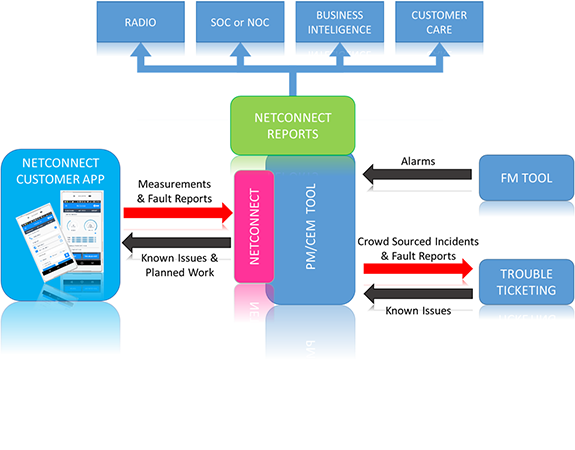 RADIO
SOC or NOC
BUSINESS
INTELIGENCE
CUSTOMER
CARE
NETCONNECT
REPORTS
NETCONNECT
CUSTOMER APP
Measurements
& Fault Reports
Known Issues &
Planned Work
NETCONNECT
PM/CEM TOOL
Alarms
FM TOOL
Crowd Sourced Incidents
& Fault Reports
Known Issues
TROUBLE
TICKETING